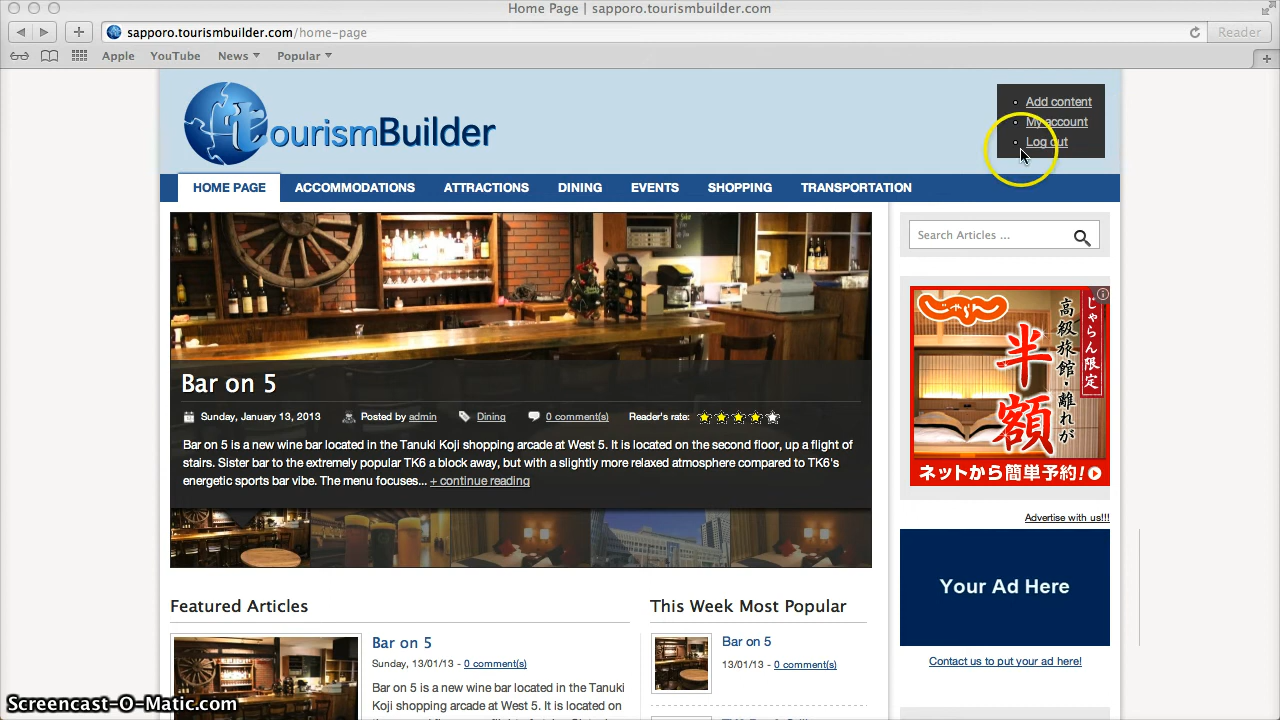 Home Page | sapporo.tourismbuilder.com
sapporo.tourismbuilder.com/home-page
Reader
Apple YouTube News Popular
tourismBuilder
Add content
My account
Log out
HOME PAGE ACCOMMODATIONS ATTRACTIONS DINING EVENTS SHOPPING TRANSPORTATION
Search Articles ...
Bar on 5
Sunday, January 13, 2013 Posted by admin Dining 0 comment(s) Reader's rate:
Bar on 5 is a new wine bar located in the Tanuki Koji shopping arcade at West 5. It is located on the second floor, up a flight of
stairs. Sister bar to the extremely popular TK6 a block away, but with a slightly more relaxed atmosphere compared to TK6's
energetic sports bar vibe. The menu focuses... + continue reading
じゃらん
じゃらん限定
高級旅館・離れが
半額
ネットから簡単予約!
Advertise with us!!!
Your Ad Here
Contact us to put your ad here!
Featured Articles
Bar on 5
Sunday, 13/01/13 - 0 comment(s)
Bar on 5 is a new wine bar located in the Tanuki
Koji shopping arcade at West 5. It is located on
This Week Most Popular
Bar on 5
13/01/13 - 0 comment(s)
Screencast-O-Matic.com